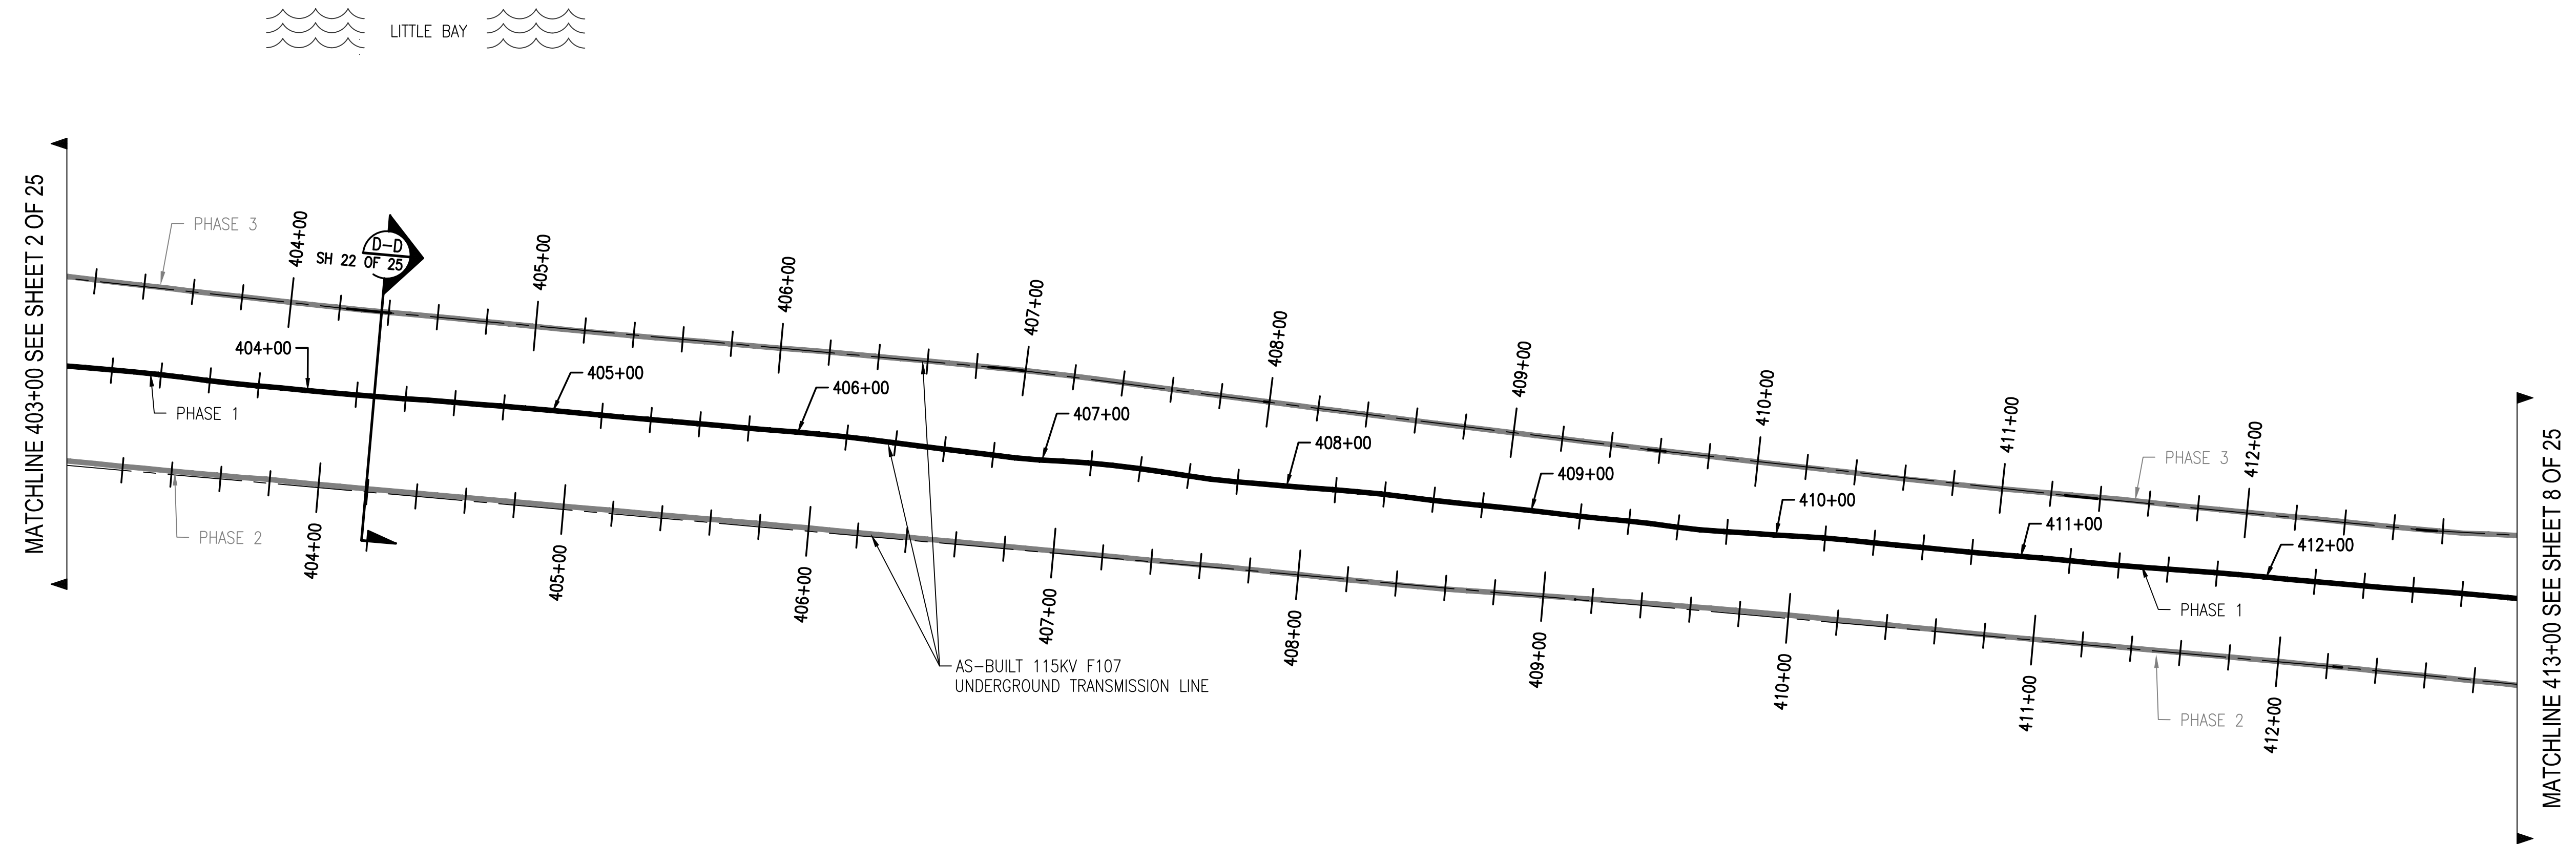 LITTLE BAY
MATCHLINE 403+00 SEE SHEET 2 OF 25
PHASE 3
404+00
SH 22 OF 25
D-D
405+00
406+00
407+00
408+00
409+00
410+00
411+00
412+00
PHASE 3
404+00
405+00
406+00
407+00
408+00
409+00
410+00
411+00
412+00
PHASE 1
PHASE 1
PHASE 2
404+00
405+00
406+00
407+00
408+00
409+00
410+00
411+00
412+00
PHASE 2
AS-BUILT 115KV F107
UNDERGROUND TRANSMISSION LINE
MATCHLINE 413+00 SEE SHEET 8 OF 25